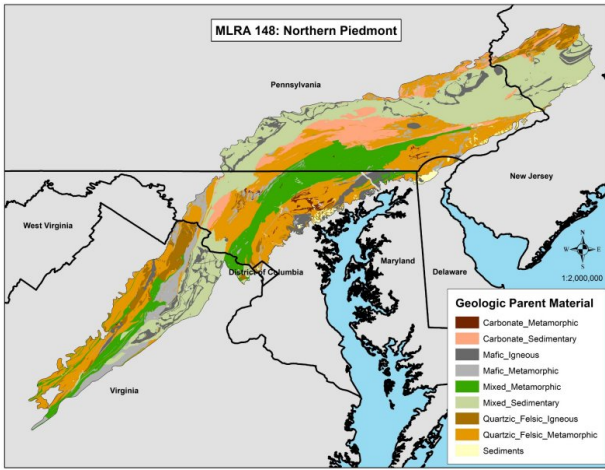 MLRA 148: Northern Piedmont
Pennsylvania
New Jersey
West Virginia
Maryland
Delaware
District of Columbia
Virginia
N
W E
S
1:2,000,000
Geologic Parent Material
Carbonate_Metamorphic
Carbonate_Sedimentary
Mafic_Igneous
Mafic_Metamorphic
Mixed_Metamorphic
Mixed_Sedimentary
Quartzic_Felsic_Igneous
Quartzic_Felsic_Metamorphic
Sediments